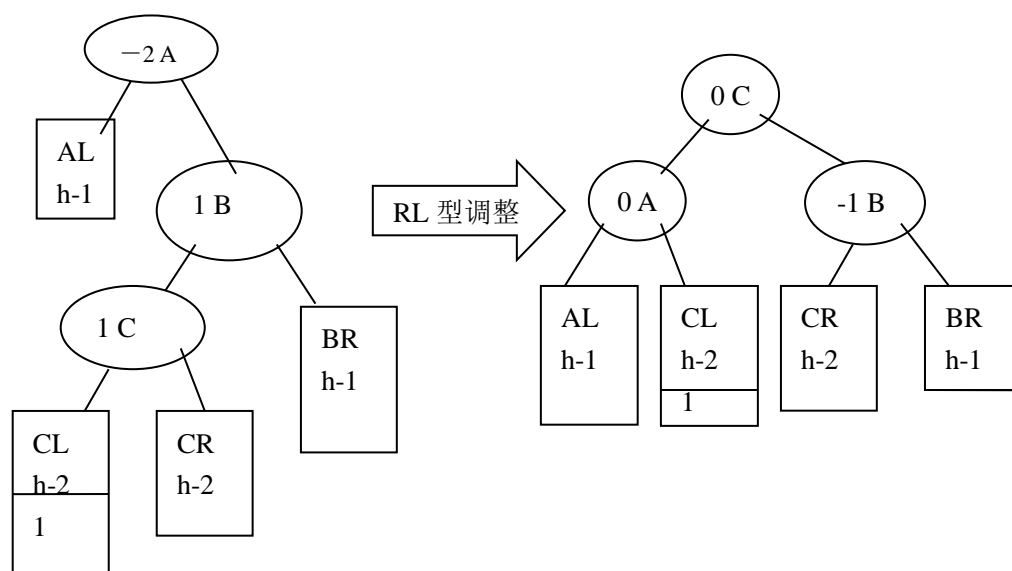 －2 A
AL
h-1
1 B
1 C
BR
h-1
CL
h-2
1
CR
h-2
RL 型调整
0 C
0 A
-1 B
AL
h-1
CL
h-2
1
CR
h-2
BR
h-1